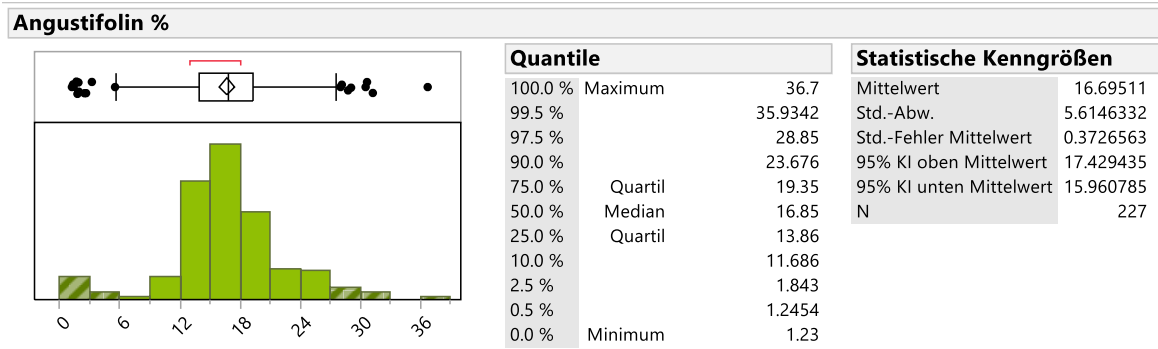 Angustifolin %
0 6 12 18 24 30 36
Quantile
100.0 % Maximum 36.7
99.5 % 35.9342
97.5 % 28.85
90.0 % 23.676
75.0 % Quartil 19.35
50.0 % Median 16.85
25.0 % Quartil 13.86
10.0 % 11.686
2.5 % 1.843
0.5 % 1.2454
0.0 % Minimum 1.23
Statistische Kenngrößen
Mittelwert 16.69511
Std.-Abw. 5.6146332
Std.-Fehler Mittelwert 0.3726563
95% KI oben Mittelwert 17.429435
95% KI unten Mittelwert 15.960785
N 227